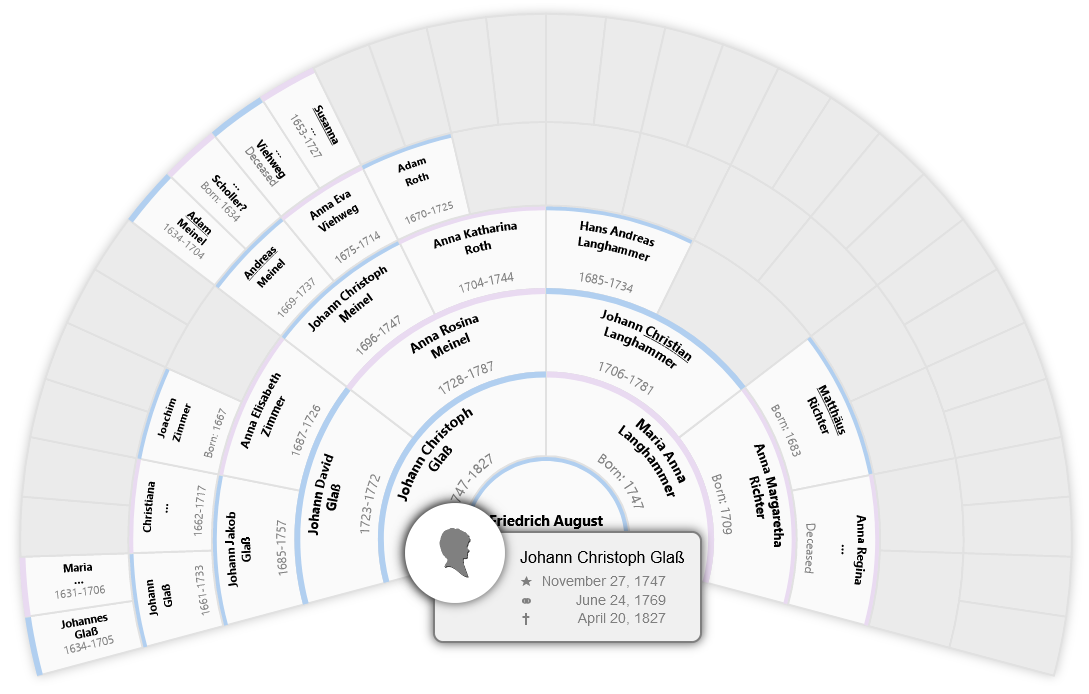 Susanna
...
1653-1727
...
Viehweg
Deceased
...
Scholler?
Born: 1634
Adam
Meinel
1634-1704
Adam
Roth
1670-1725
Anna Eva
Viehweg
1675-1714
Andreas
Meinel
1669-1737
Anna Katharina
Roth
1704-1744
Hans Andreas
Langhammer
1685-1734
Johann Christoph
Meinel
1696-1747
Anna Rosina
Meinel
1728-1787
Johann Christian
Langhammer
1706-1781
Joachim
Zimmer
Born: 1667
Anna Elisabeth
Zimmer
1687-1726
Matthäus
Richter
Born: 1683
Johann Christoph
Glaß
747-1827
Maria Anna
Langhammer
Born: 1747
Johann David
Glaß
1723-1772
Anna Margaretha
Richter
Born: 1709
Christiana
...
1662-1717
Johann Jakob
Glaß
1685-1757
Anna Regina
...
Deceased
Friedrich August
Maria
...
1631-1706
Johann
Glaß
1661-1733
Johannes
Glaß
1634-1705
Johann Christoph Glaß
November 27, 1747
June 24, 1769
April 20, 1827